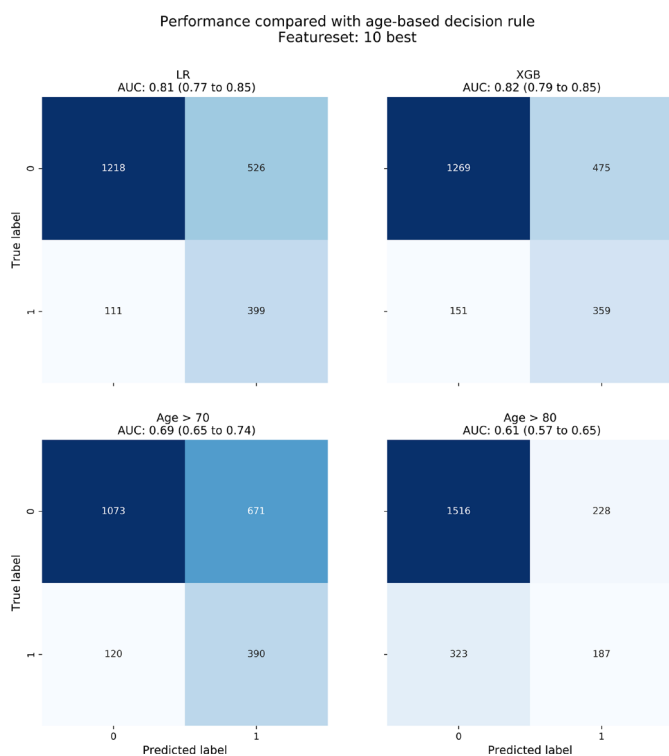 Performance compared with age-based decision rule
Featureset: 10 best
LR
AUC: 0.81 (0.77 to 0.85)
XGB
AUC: 0.82 (0.79 to 0.85)
True label
0
1218
526
1269
475
1
111
399
151
359
Age > 70
AUC: 0.69 (0.65 to 0.74)
Age > 80
AUC: 0.61 (0.57 to 0.65)
True label
0
1073
671
1516
228
1
120
390
323
187
0
1
0
1
Predicted label
Predicted label